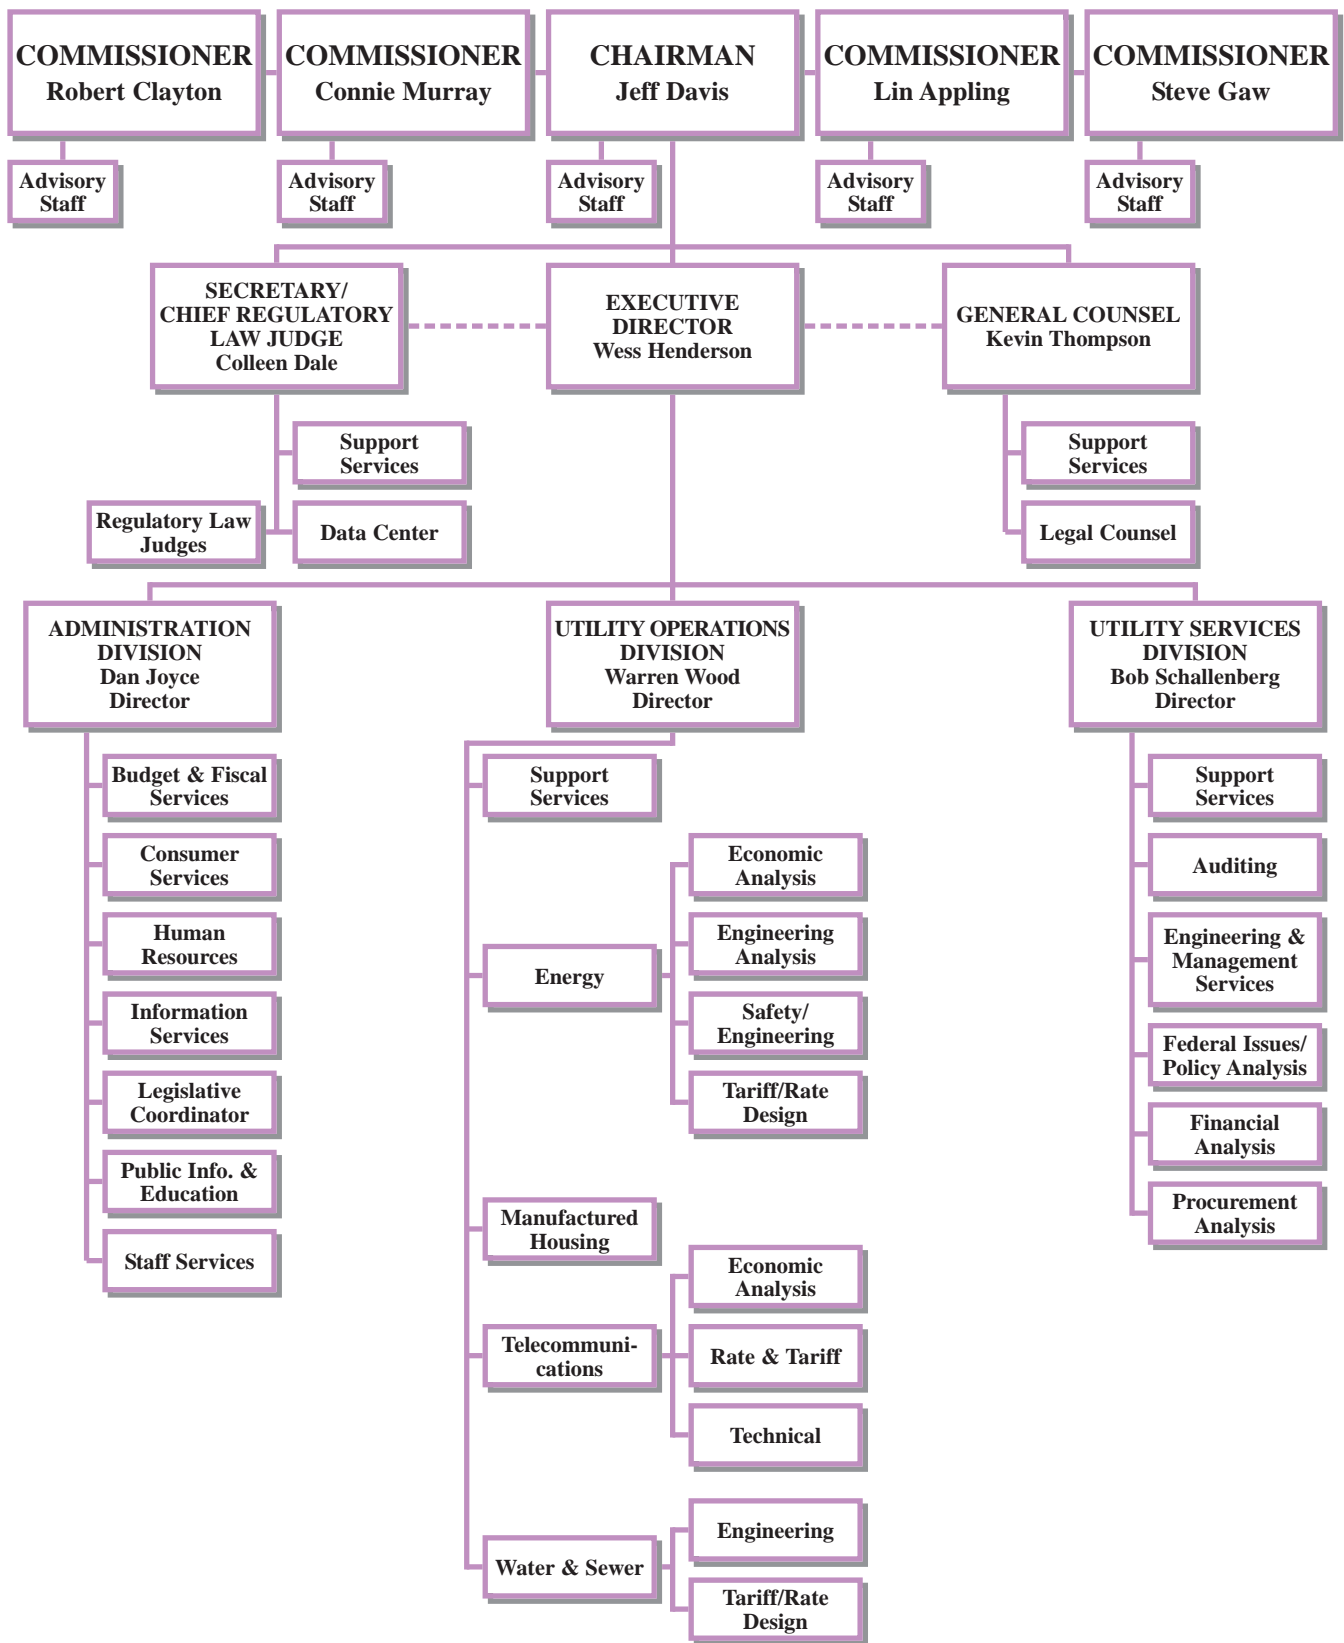 COMMISSIONER
Robert Clayton
COMMISSIONER
Connie Murray
CHAIRMAN
Jeff Davis
COMMISSIONER
Lin Appling
COMMISSIONER
Steve Gaw
Advisory
Staff
Advisory
Staff
Advisory
Staff
Advisory
Staff
Advisory
Staff
SECRETARY/
CHIEF REGULATORY
LAW JUDGE
Colleen Dale
EXECUTIVE
DIRECTOR
Wess Henderson
GENERAL COUNSEL
Kevin Thompson
Support
Services
Regulatory Law
Judges
Data Center
Support
Services
Legal Counsel
ADMINISTRATION
DIVISION
Dan Joyce
Director
UTILITY OPERATIONS
DIVISION
Warren Wood
Director
UTILITY SERVICES
DIVISION
Bob Schallenberg
Director
Budget & Fiscal
Services
Consumer
Services
Human
Resources
Information
Services
Legislative
Coordinator
Public Info. &
Education
Staff Services
Support
Services
Energy
Economic
Analysis
Engineering
Analysis
Safety/
Engineering
Tariff/Rate
Design
Manufactured
Housing
Telecommuni-
cations
Economic
Analysis
Rate & Tariff
Technical
Water & Sewer
Engineering
Tariff/Rate
Design
Support
Services
Auditing
Engineering &
Management
Services
Federal Issues/
Policy Analysis
Financial
Analysis
Procurement
Analysis